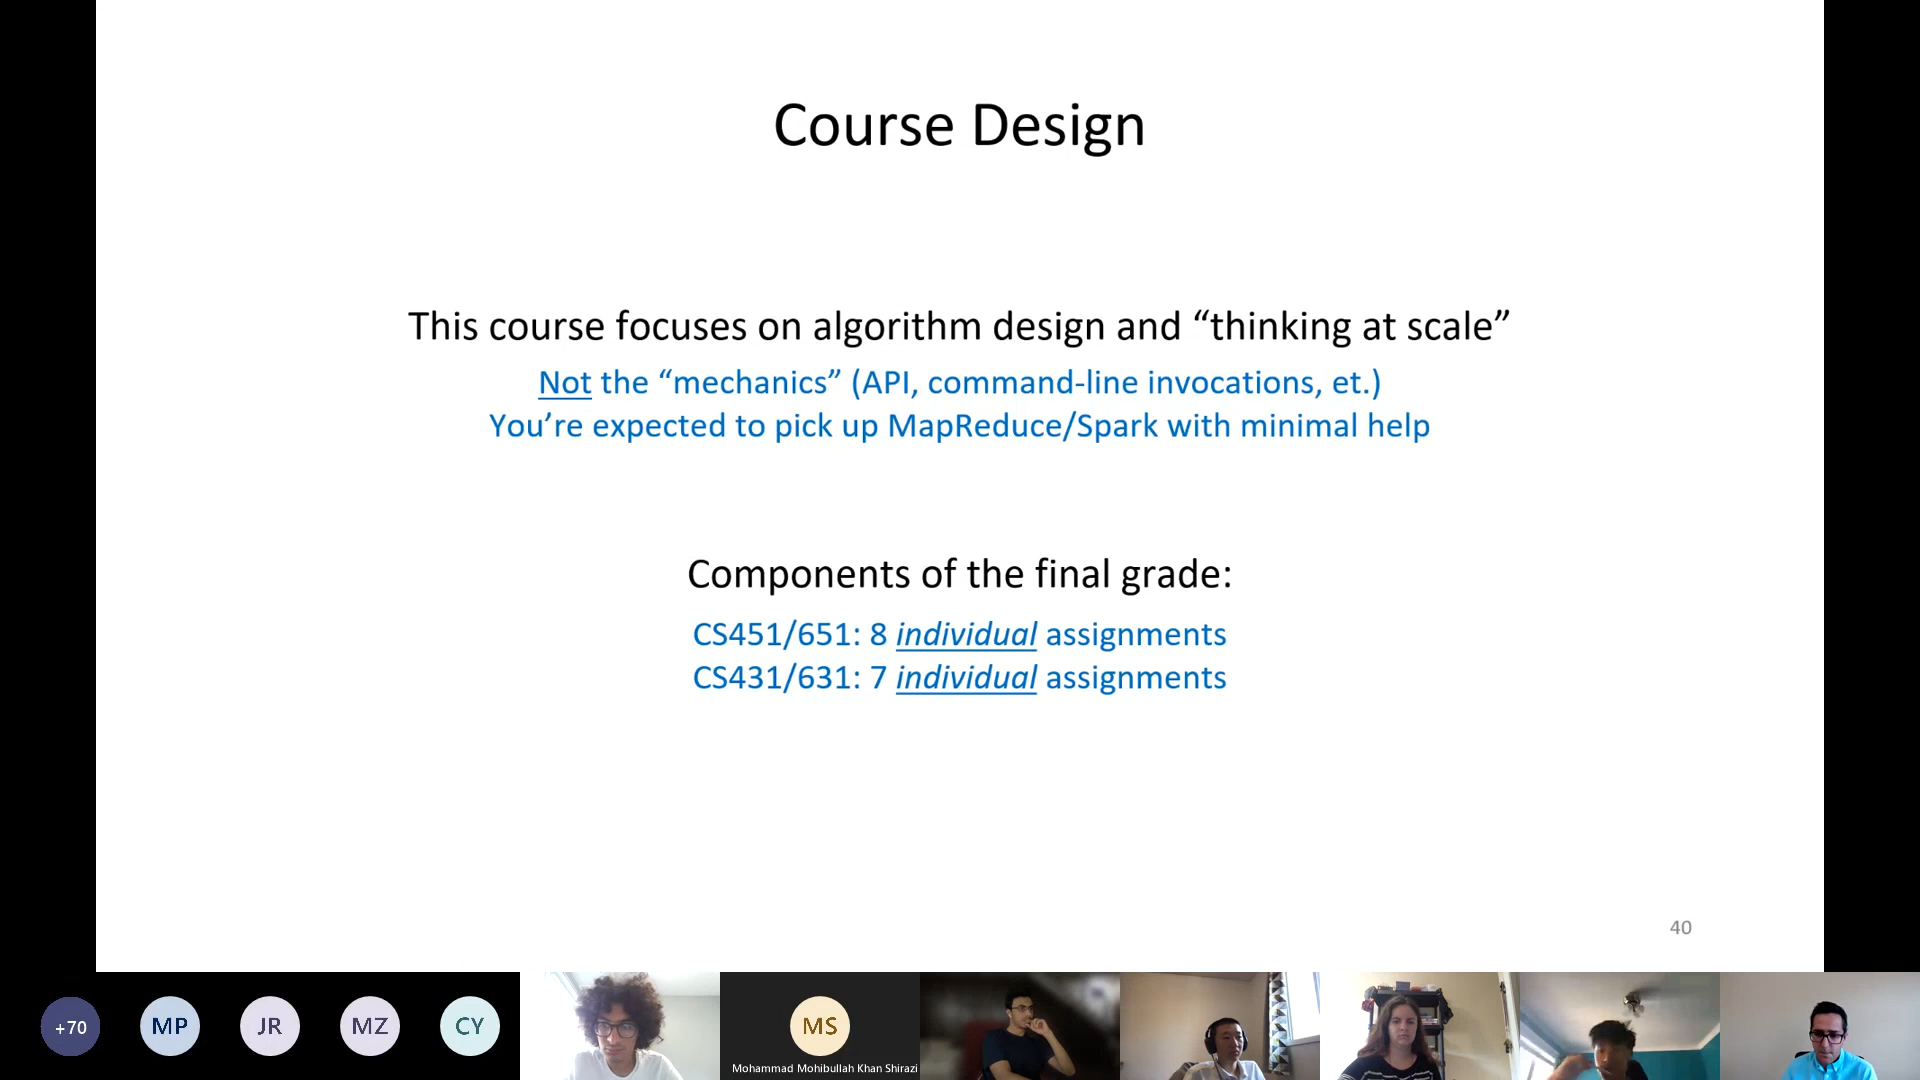 Course Design
This course focuses on algorithm design and “thinking at scale”
Not the “mechanics” (API, command-line invocations, et.)
You’re expected to pick up MapReduce/Spark with minimal help
Components of the final grade:
CS451/651: 8 individual assignments
CS431/631: 7 individual assignments
40
+70
MP
JR
MZ
CY
MS
Mohammad Mohibullah Khan Shirazi